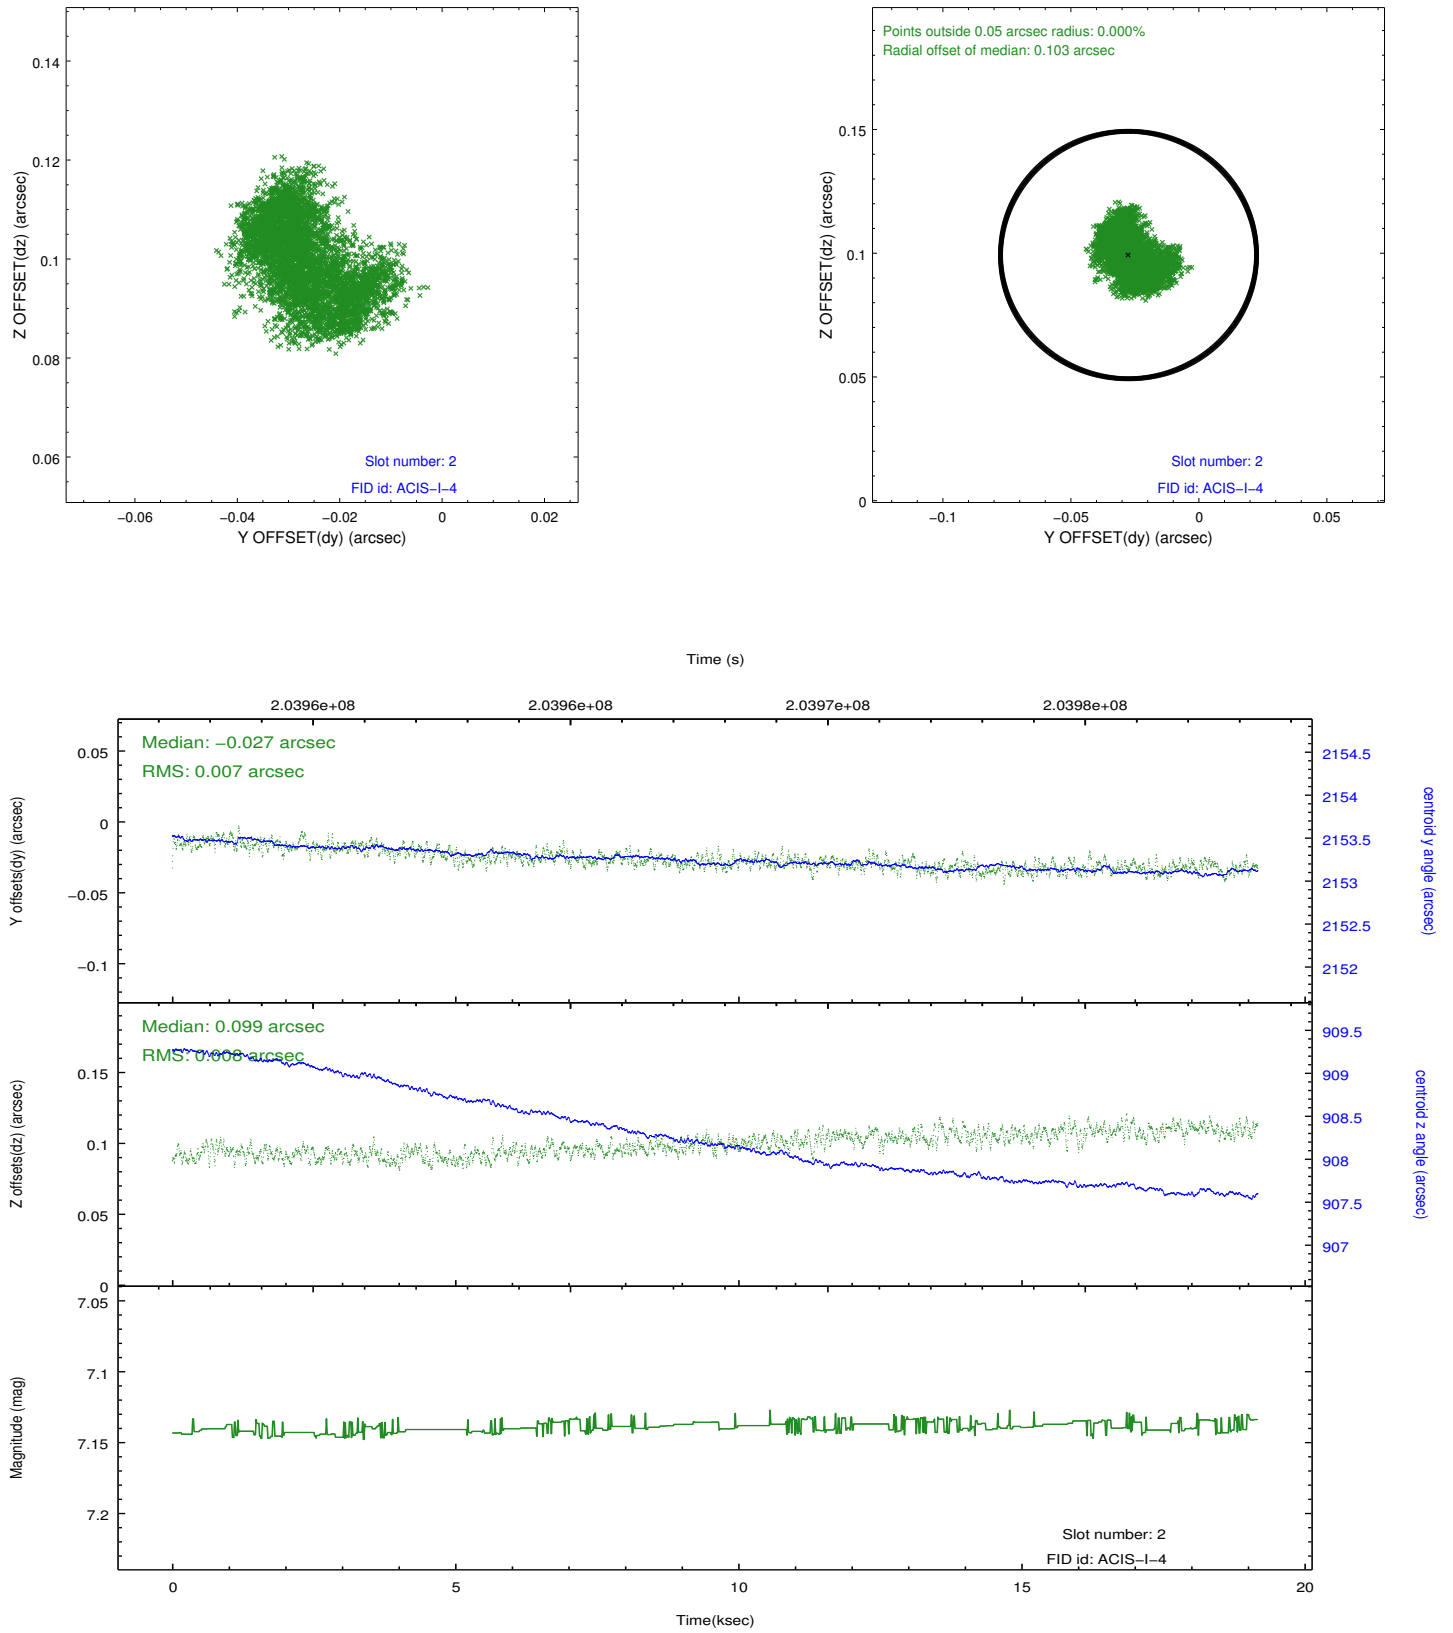 0.14
0.12
0.1
0.08
0.06
Z OFFSET(dz) (arcsec)
Slot number: 2
FID id: ACIS−I−4
−0.06
−0.04
−0.02
0
0.02
Y OFFSET(dy) (arcsec)
Points outside 0.05 arcsec radius: 0.000%
Radial offset of median: 0.103 arcsec
0.15
0.1
0.05
0
Z OFFSET(dz) (arcsec)
Slot number: 2
FID id: ACIS−I−4
−0.1
−0.05
0
0.05
Y OFFSET(dy) (arcsec)
Time (s)
2.0396e+08
2.0396e+08
2.0397e+08
2.0398e+08
Median: −0.027 arcsec
RMS: 0.007 arcsec
0.05
0
−0.05
−0.1
Y offsets(dy) (arcsec)
2154.5
2154
2153.5
2153
2152.5
2152
centroid y angle (arcsec)
Median: 0.099 arcsec
RMS: 0.008 arcsec
0.15
0.1
0.05
0
Z offsets(dz) (arcsec)
909.5
909
908.5
908
907.5
907
centroid z angle (arcsec)
7.05
7.1
7.15
7.2
Magnitude (mag)
Slot number: 2
FID id: ACIS−I−4
0
5
10
15
20
Time(ksec)